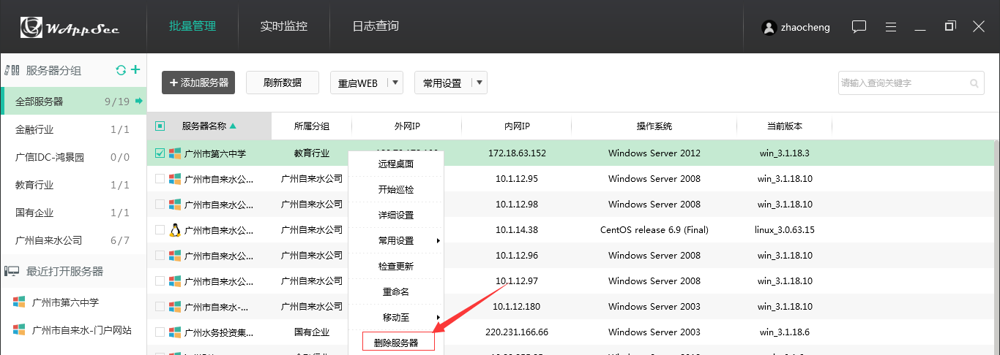 WAppSec 批量管理 实时监控 日志查询 zhaocheng
服务器分组
全部服务器 9/19
金融行业 1/1
广信IDC-鸿景园 0/0
教育行业 1/1
国有企业 1/1
广州自来水公司 6/7
最近打开服务器
广州市第六中学
广州市自来水-门户网站
添加服务器 刷新数据 重启WEB 常用设置 请输入查询关键字
服务器名称 所属分组 外网IP 内网IP 操作系统 当前版本
广州市第六中学 教育行业 172.18.63.152 Windows Server 2012 win_3.1.18.3
广州市自来水公... 广州自来水公司 10.1.12.95 Windows Server 2008 win_3.1.18.10
广州市自来水公... 广州自来水公司 10.1.12.98 Windows Server 2008 win_3.1.18.10
广州市自来水公... 广州自来水公司 10.1.14.38 CentOS release 6.9 (Final) linux_3.0.63.15
广州市自来水公... 广州自来水公司 10.1.12.96 Windows Server 2008 win_3.1.18.10
广州市自来水公... 广州自来水公司 10.1.12.97 Windows Server 2008 win_3.1.18.10
广州市自来水-... 广州自来水公司 10.1.12.180 Windows Server 2003 win_3.1.18.10
广州水务投资集... 国有企业 220.231.166.66 Windows Server 2003 win_3.1.18.6
远程桌面
开始巡检
详细设置
常用设置
检查更新
重命名
移动至
删除服务器